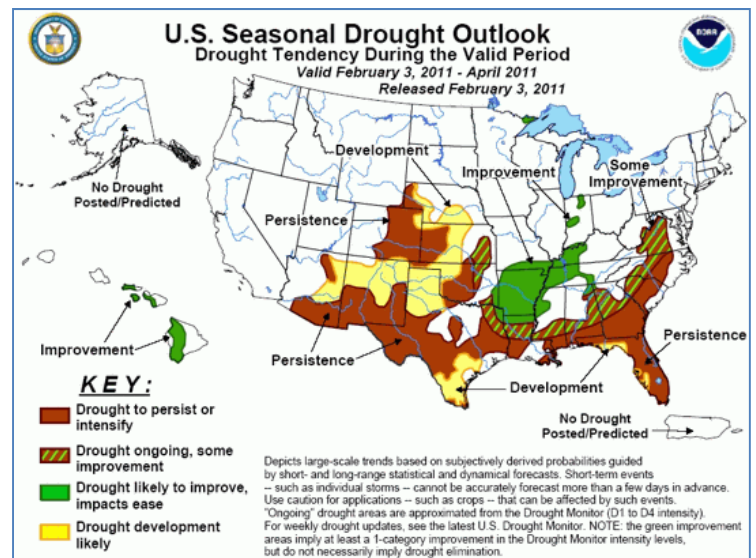 U.S. Seasonal Drought Outlook
Drought Tendency During the Valid Period
Valid February 3, 2011 - April 2011
Released February 3, 2011
NOAA
No Drought
Posted/Predicted
Development
Improvement
Some
Improvement
Persistence
Improvement
Persistence
Persistence
Development
No Drought
Posted/Predicted
KEY:
Drought to persist or
intensify
Drought ongoing, some
improvement
Drought likely to improve,
impacts ease
Drought development
likely
Depicts large-scale trends based on subjectively derived probabilities guided
by short- and long-range statistical and dynamical forecasts. Short-term events
-- such as individual storms -- cannot be accurately forecast more than a few days in advance.
Use caution for applications -- such as crops -- that can be affected by such events.
"Ongoing" drought areas are approximated from the Drought Monitor (D1 to D4 intensity).
For weekly drought updates, see the latest U.S. Drought Monitor. NOTE: the green improvement
areas imply at least a 1-category improvement in the Drought Monitor intensity levels,
but do not necessarily imply drought elimination.